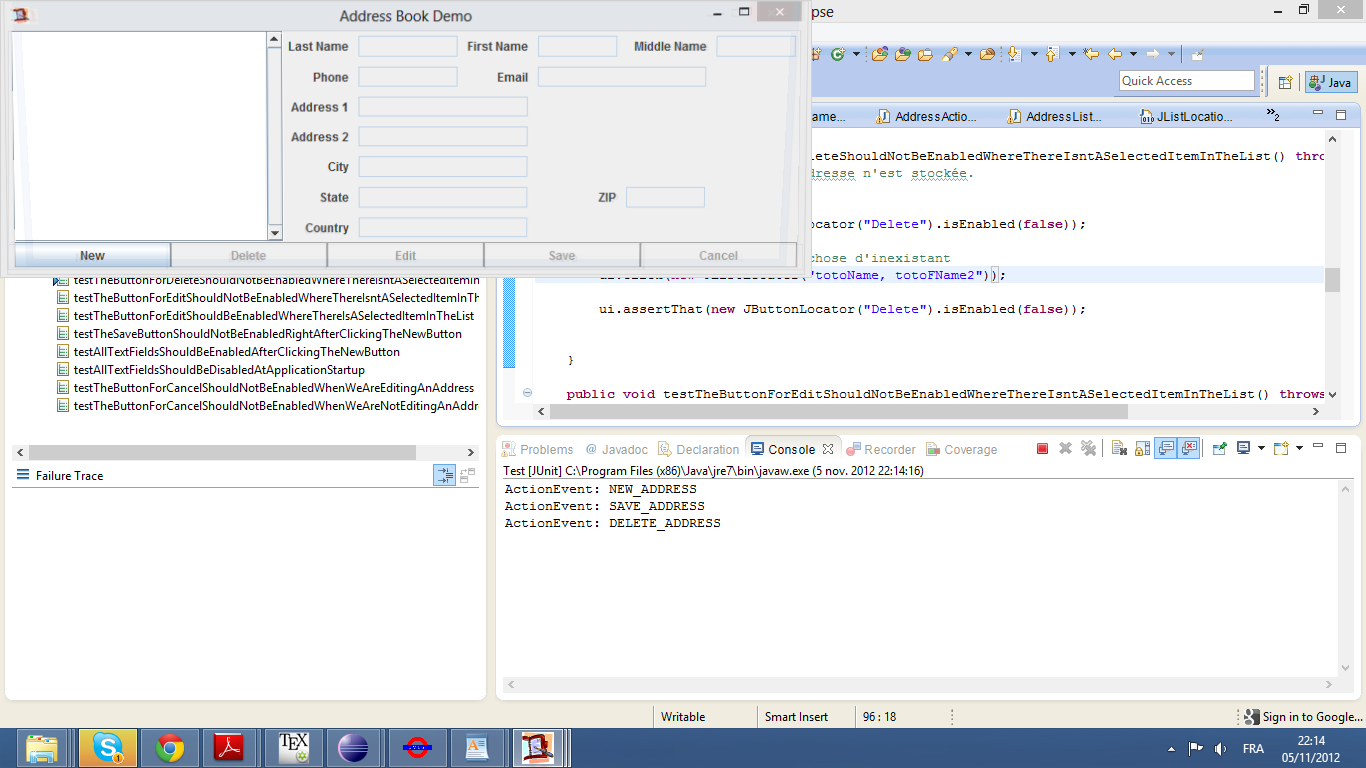 Address Book Demo
Last Name
First Name
Middle Name
Phone
Email
Address 1
Address 2
City
State
ZIP
Country
New
Delete
Edit
Save
Cancel
pse
Quick Access
Java
ame...
AddressActio...
AddressList...
JListLocatio...
2
leteShouldNotBeEnabledWhereThereIsntASelectedItemInTheList() thro
dresse n'est stockée.
cator("Delete").isEnabled(false));
chose d'inexistant
"totoName, totoFName2"));
ui.assertThat(new JButtonLocator("Delete").isEnabled(false));
}
public void testTheButtonForEditShouldNotBeEnabledWhereThereIsntASelectedItemInTheList() throws
testTheButtonForDeleteShouldNotBeEnabledWhereThereIsntASelectedItemIn
testTheButtonForEditShouldNotBeEnabledWhereThereIsntASelectedItemInTh
testTheButtonForEditShouldBeEnabledWhereThereIsASelectedItemInTheList
testTheSaveButtonShouldNotBeEnabledRightAfterClickingTheNewButton
testAllTextFieldsShouldBeEnabledAfterClickingTheNewButton
testAllTextFieldsShouldBeDisabledAtApplicationStartup
testTheButtonForCancelShouldNotBeEnabledWhenWeAreEditingAnAddress
testTheButtonForCancelShouldNotBeEnabledWhenWeAreNotEditingAnAddr
Failure Trace
Problems
@ Javadoc
Declaration
Console
Recorder
Coverage
Test [JUnit] C:\Program Files (x86)\Java\jre7\bin\javaw.exe (5 nov. 2012 22:14:16)
ActionEvent: NEW_ADDRESS
ActionEvent: SAVE_ADDRESS
ActionEvent: DELETE_ADDRESS
Writable
Smart Insert
96 : 18
Sign in to Google...
TEX
FRA
22:14
05/11/2012